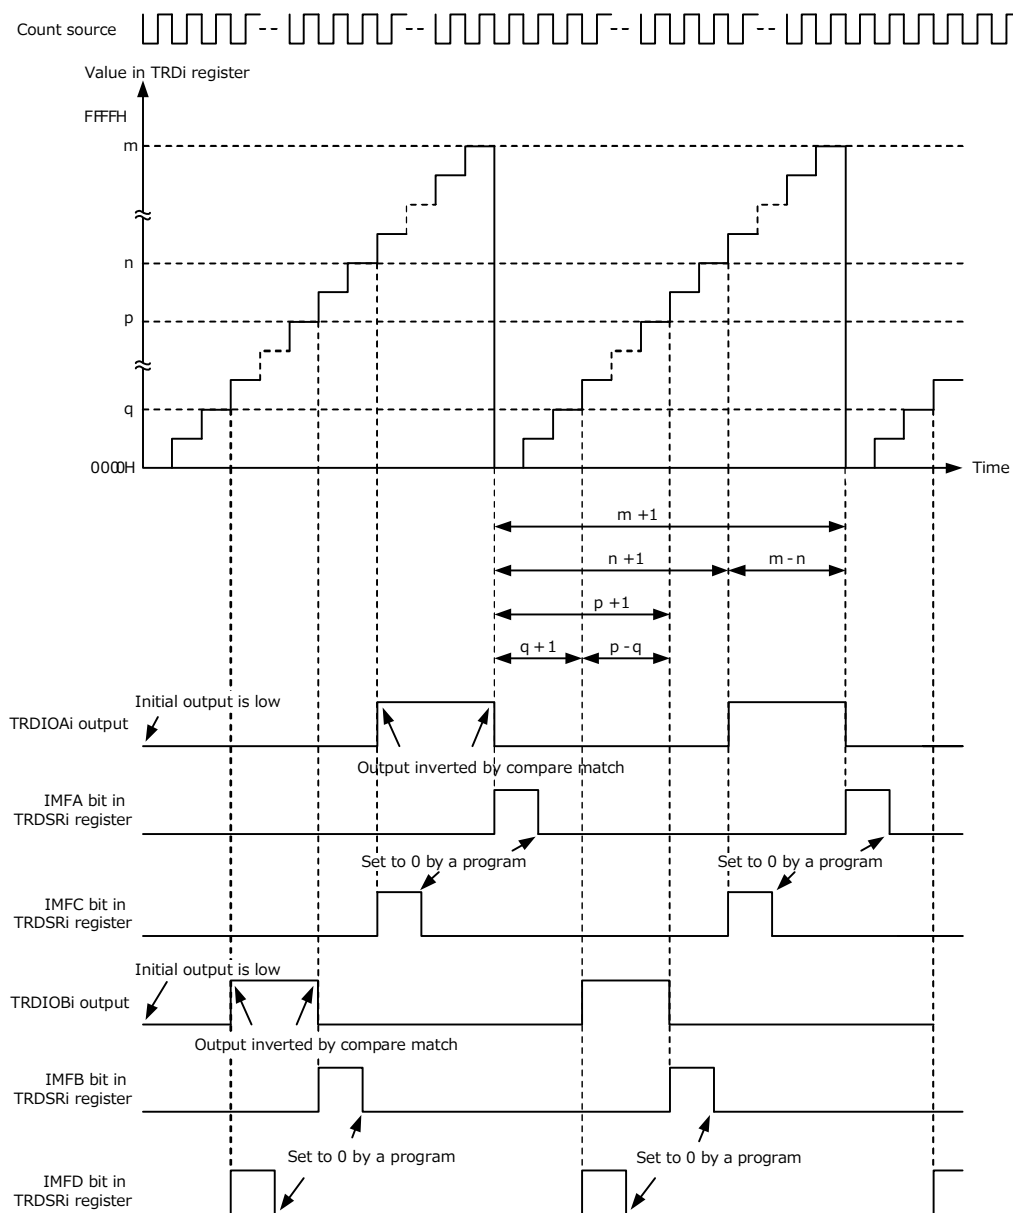 Count source
Value in TRDi register
FFFFH
m
n
p
q
0000H
Time
m +1
n +1
m - n
p +1
q + 1
p - q
Initial output is low
TRDIOAi output
Output inverted by compare match
IMFA bit in
TRDSRi register
Set to 0 by a program
Set to 0 by a program
IMFC bit in
TRDSRi register
Initial output is low
TRDIOBi output
Output inverted by compare match
IMFB bit in
TRDSRi register
Set to 0 by a program
Set to 0 by a program
IMFD bit in
TRDSRi register